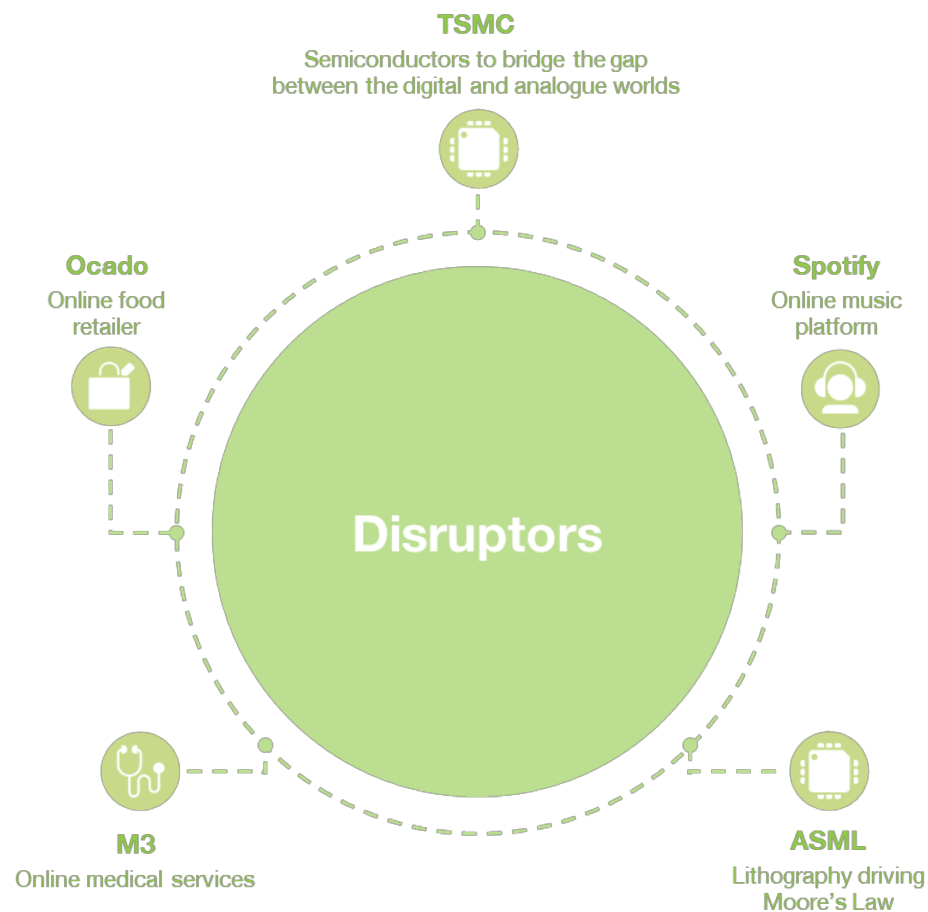 TSMC
Semiconductors to bridge the gap
between the digital and analogue worlds
Ocado
Online food
retailer
Spotify
Online music
platform
Disruptors
M3
Online medical services
ASML
Lithography driving
Moore's Law